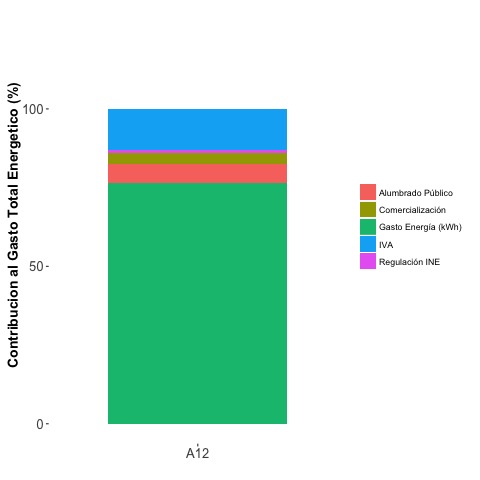 Contribucion al Gasto Total Energetico (%)
100
50
0
A12
Alumbrado Público
Comercialización
Gasto Energía (kWh)
IVA
Regulación INE